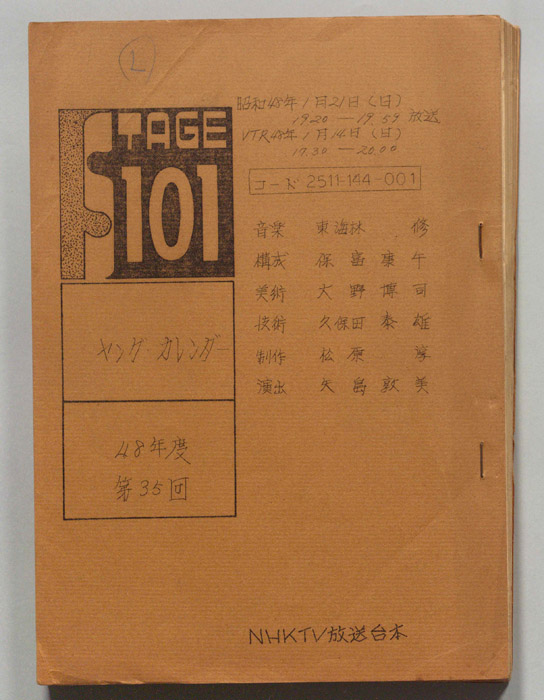 L
昭和48年1月21日(日)
19.20 — 19.59 放送
VTR48年1月14日(日)
17.30 — 20.00
STAGE
101
コード 2511-144-001
音楽 東海林 修
構成 保富康午
美術 大野博司
技術 久保田泰雄
制作 松原
演出 矢島敦美
ヤング・カレンダー
48年度
第35回
NHKTV放送台本